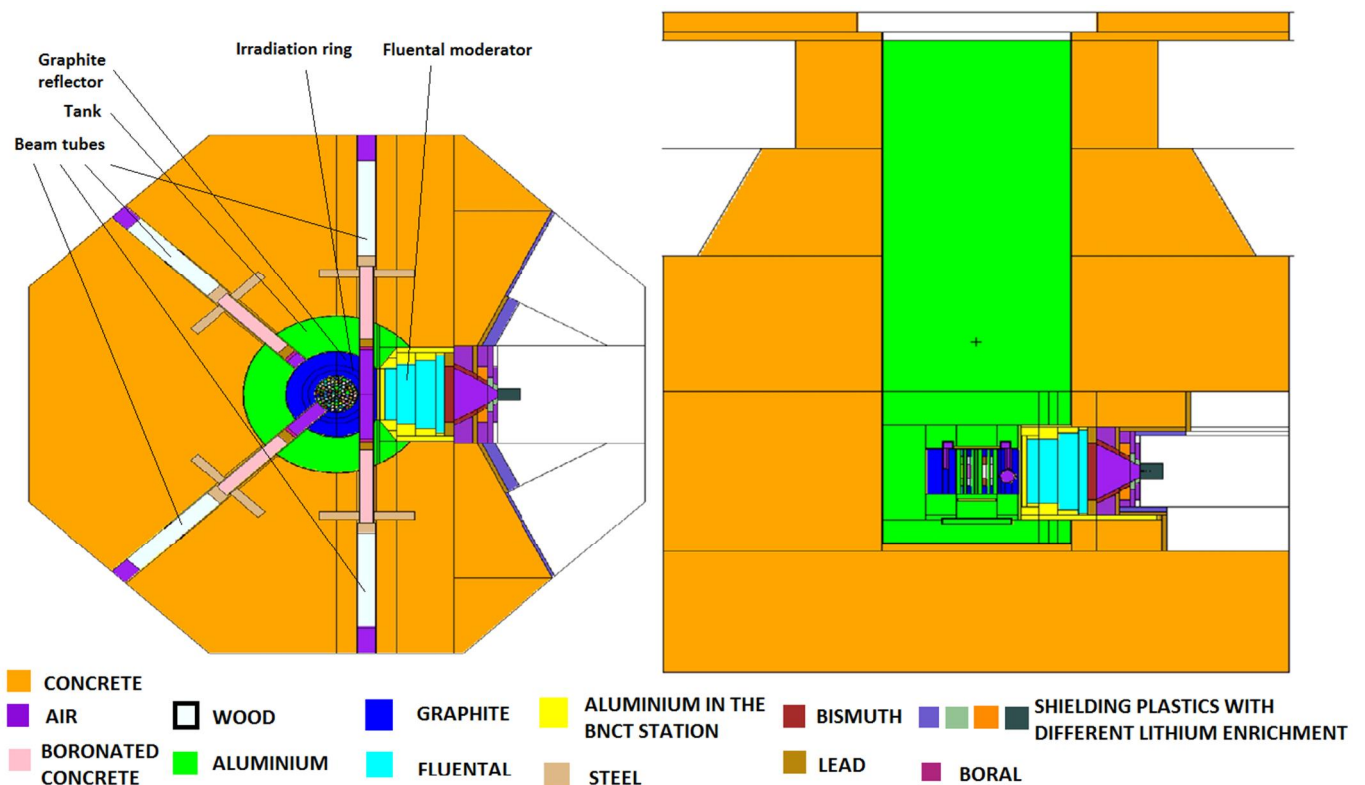 Irradiation ring
Fluental moderator
Graphite
reflector
Tank
Beam tubes
CONCRETE
AIR
WOOD
GRAPHITE
ALUMINIUM IN THE
BNCT STATION
BISMUTH
SHIELDING PLASTICS WITH
DIFFERENT LITHIUM ENRICHMENT
BORONATED
CONCRETE
ALUMINIUM
FLUENTAL
STEEL
LEAD
BORAL